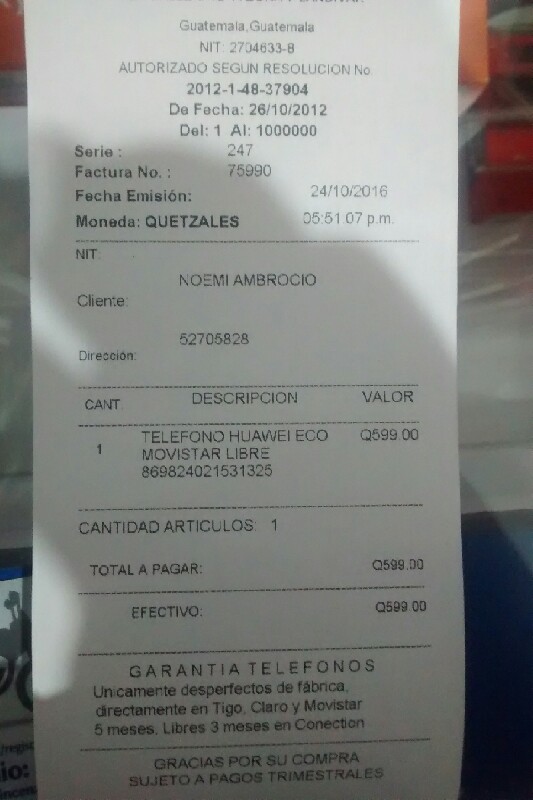 Guatemala, Guatemala
NIT: 2704633-8
AUTORIZADO SEGUN RESOLUCION No
2012-1-48-37904
De Fecha: 26/10/2012
Del: 1 Al: 1000000
Serie : 247
Factura No. : 75990
Fecha Emisión: 24/10/2016
Moneda: QUETZALES 05:51:07 p.m.
NIT:
NOEMI AMBROCIO
Cliente:
52705828
Dirección:
CANT. DESCRIPCION VALOR
1 TELEFONO HUAWEI ECO Q599.00
MOVISTAR LIBRE
869824021531325
CANTIDAD ARTICULOS: 1
TOTAL A PAGAR: Q599.00
EFECTIVO: Q599.00
GARANTIA TELEFONOS
Unicamente desperfectos de fábrica,
directamente en Tigo, Claro y Movistar
5 meses. Libres 3 meses en Conection
GRACIAS POR SU COMPRA
SUJETO A PAGOS TRIMESTRALES